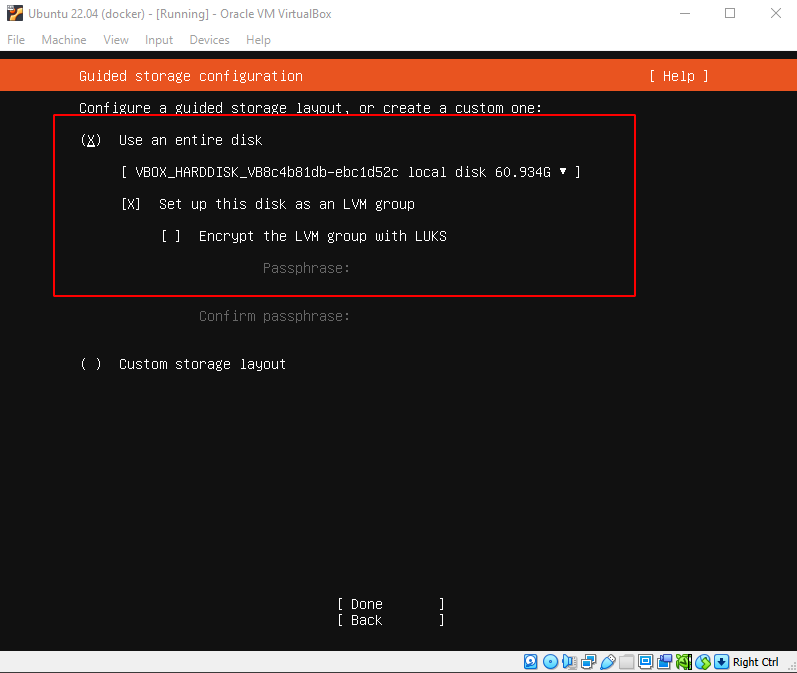 Ubuntu 22.04 (docker) - [Running] - Oracle VM VirtualBox
File Machine View Input Devices Help
Guided storage configuration [ Help ]
Configure a guided storage layout, or create a custom one:
(X) Use an entire disk
[ VBOX_HARDDISK_VB8c4b81db-ebc1d52c local disk 60.934G ▾ ]
[X] Set up this disk as an LVM group
[ ] Encrypt the LVM group with LUKS
Passphrase:
Confirm passphrase:
( ) Custom storage layout
[ Done ]
[ Back ]
Right Ctrl